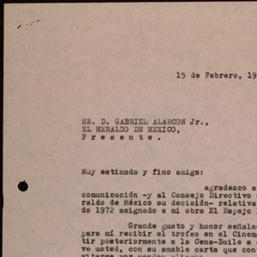 15 de Febrero, 19
SR. D. GABRIEL ALARCON Jr.,
EL HERALDO DE MEXICO,
P r e s e n t e .
Muy estimado y fino amigo:
agradezco s
comunicación -y al Consejo Directivo
raldo de México su decisión- relativa
do 1972 asignado a mi obra El Espejo
Grande gusto y honor señala
para mí recibir el trofeo en el Cinema
tir posteriormente a la Cena-Baile a
ve usted, con su amable carta que con